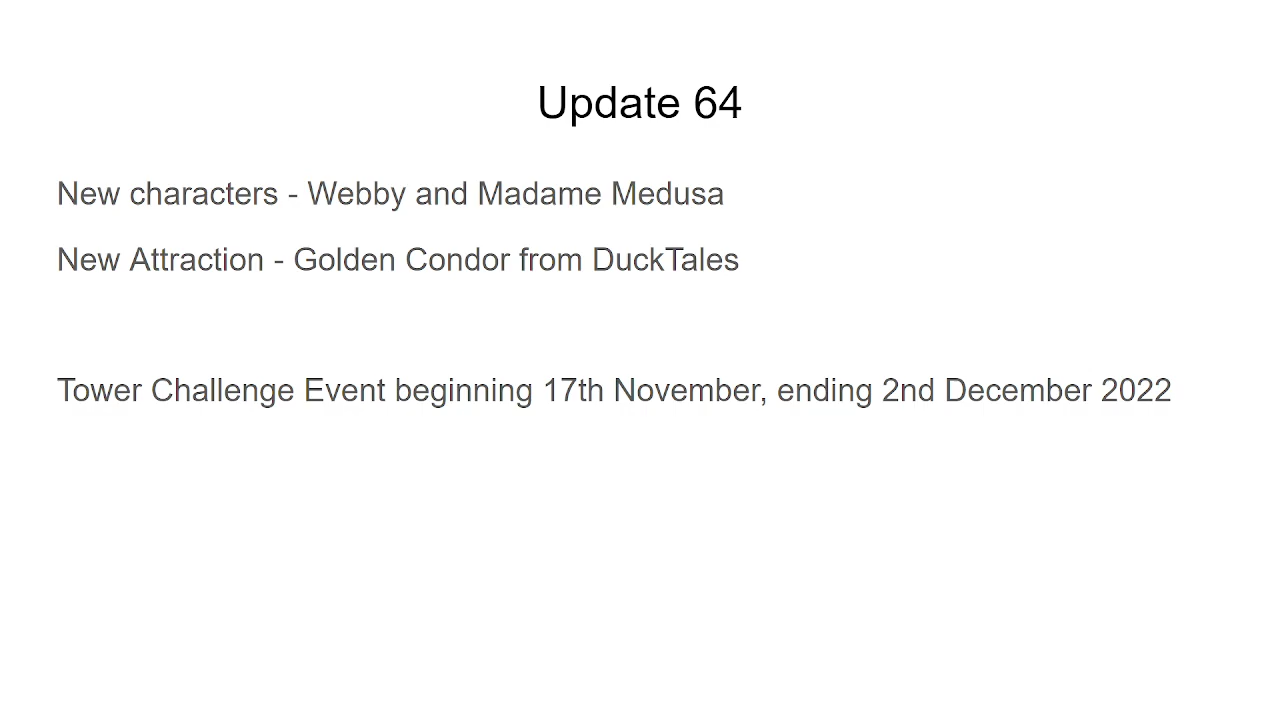 Update 64
New characters - Webby and Madame Medusa
New Attraction - Golden Condor from DuckTales
Tower Challenge Event beginning 17th November, ending 2nd December 2022